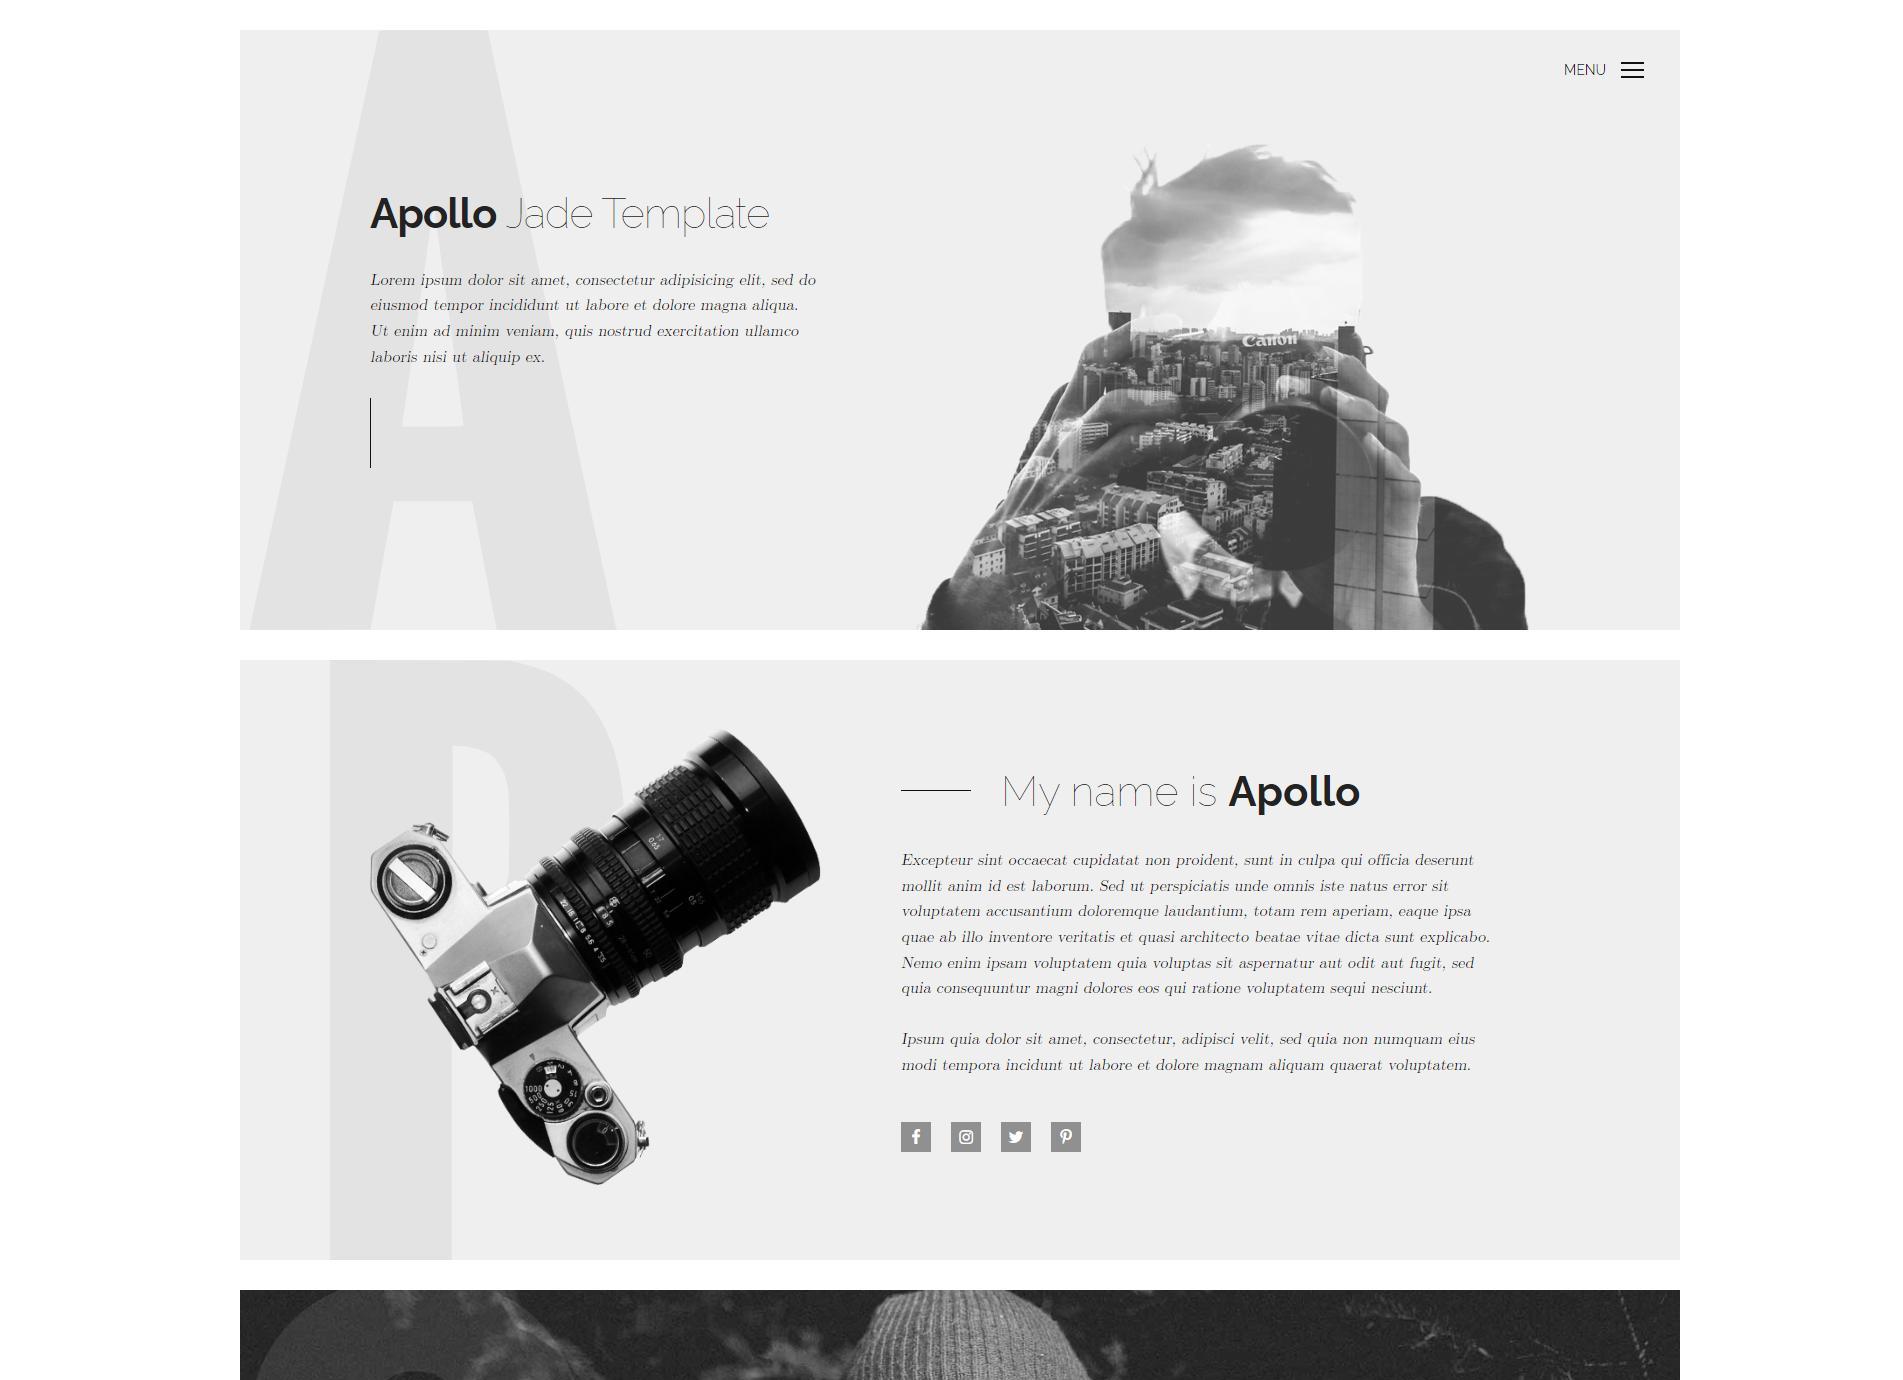 A
MENU
Apollo Jade Template
Lorem ipsum dolor sit amet, consectetur adipisicing elit, sed do
eiusmod tempor incididunt ut labore et dolore magna aliqua.
Ut enim ad minim veniam, quis nostrud exercitation ullamco
laboris nisi ut aliquip ex.
Canon
P
My name is Apollo
Excepteur sint occaecat cupidatat non proident, sunt in culpa qui officia deserunt
mollit anim id est laborum. Sed ut perspiciatis unde omnis iste natus error sit
voluptatem accusantium doloremque laudantium, totam rem aperiam, eaque ipsa
quae ab illo inventore veritatis et quasi architecto beatae vitae dicta sunt explicabo.
Nemo enim ipsam voluptatem quia voluptas sit aspernatur aut odit aut fugit, sed
quia consequuntur magni dolores eos qui ratione voluptatem sequi nesciunt.
Ipsum quia dolor sit amet, consectetur, adipisci velit, sed quia non numquam eius
modi tempora incidunt ut labore et dolore magnam aliquam quaerat voluptatem.
1000